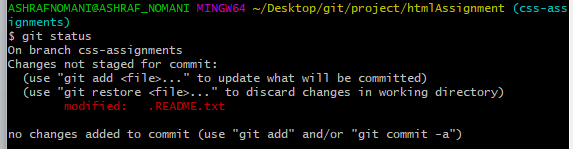 ASHRAFNOMANI@ASHRAF_NOMANI MINGW64 ~/Desktop/git/project/htmlAssignment (css-ass
ignments)
$ git status
On branch css-assignments
Changes not staged for commit:
  (use "git add <file>..." to update what will be committed)
  (use "git restore <file>..." to discard changes in working directory)
        modified:   .README.txt

no changes added to commit (use "git add" and/or "git commit -a")